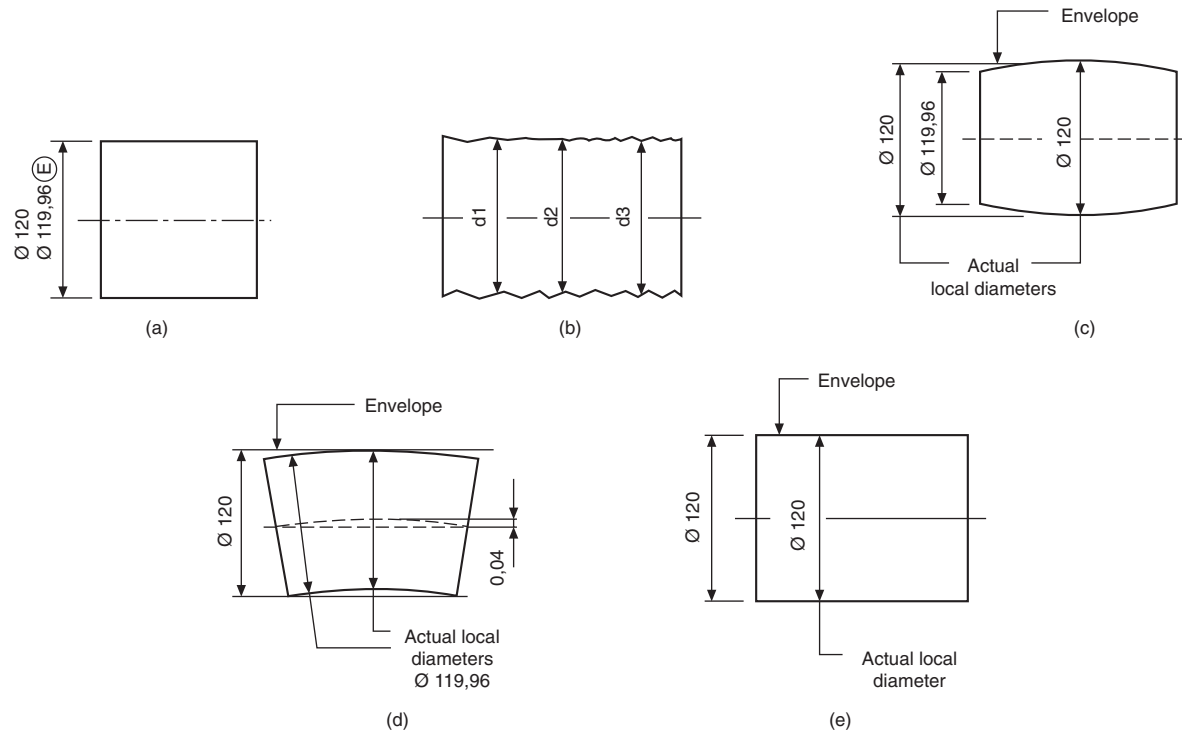 Ø 120
Ø 119,96 Ⓔ
(a)
d1
d2
d3
(b)
Envelope
Ø 120
Ø 119,96
Ø 120
Actual
local diameters
(c)
Envelope
Ø 120
0,04
Actual local
diameters
Ø 119,96
(d)
Envelope
Ø 120
Ø 120
Actual local
diameter
(e)